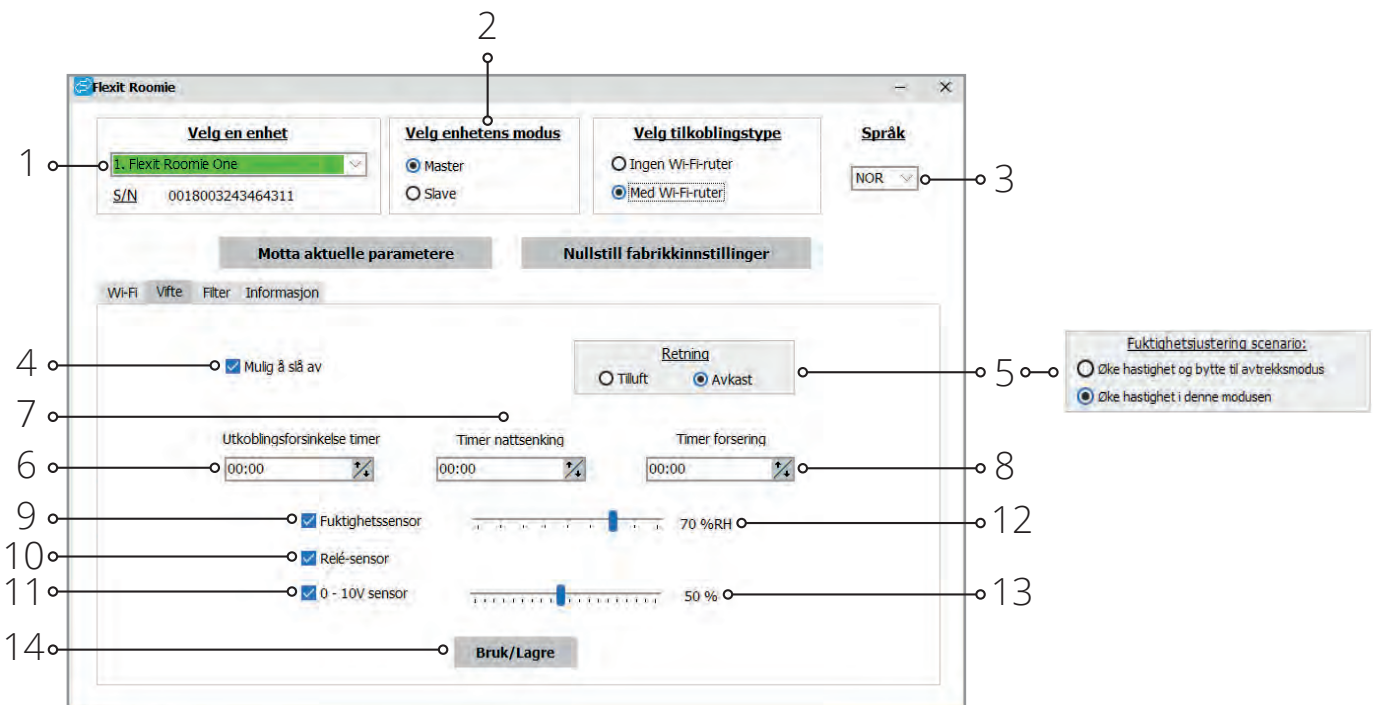 2
Flexit Roomie
Velg en enhet
Velg enhetens modus
Velg tilkoblingstype
Språk
1
1. Flexit Roomie One
Master
Ingen Wi-Fi-ruter
NOR
3
S/N 0018003243464311
Slave
Med Wi-Fi-ruter
Motta aktuelle parametere
Nullstill fabrikkinnstillinger
Wi-Fi Vifte Filter Informasjon
4
Mulig å slå av
Retning
Tilluft Avkast
5
Fuktighetsjustering scenario:
Øke hastighet og bytte til avtrekksmodus
Øke hastighet i denne modusen
7
Utkoblingsforsinkelse timer
Timer nattsenking
Timer forsering
6
00:00
00:00
00:00
8
9
Fuktighetssensor
70 %RH
12
10
Relé-sensor
11
0 - 10V sensor
50 %
13
14
Bruk/Lagre